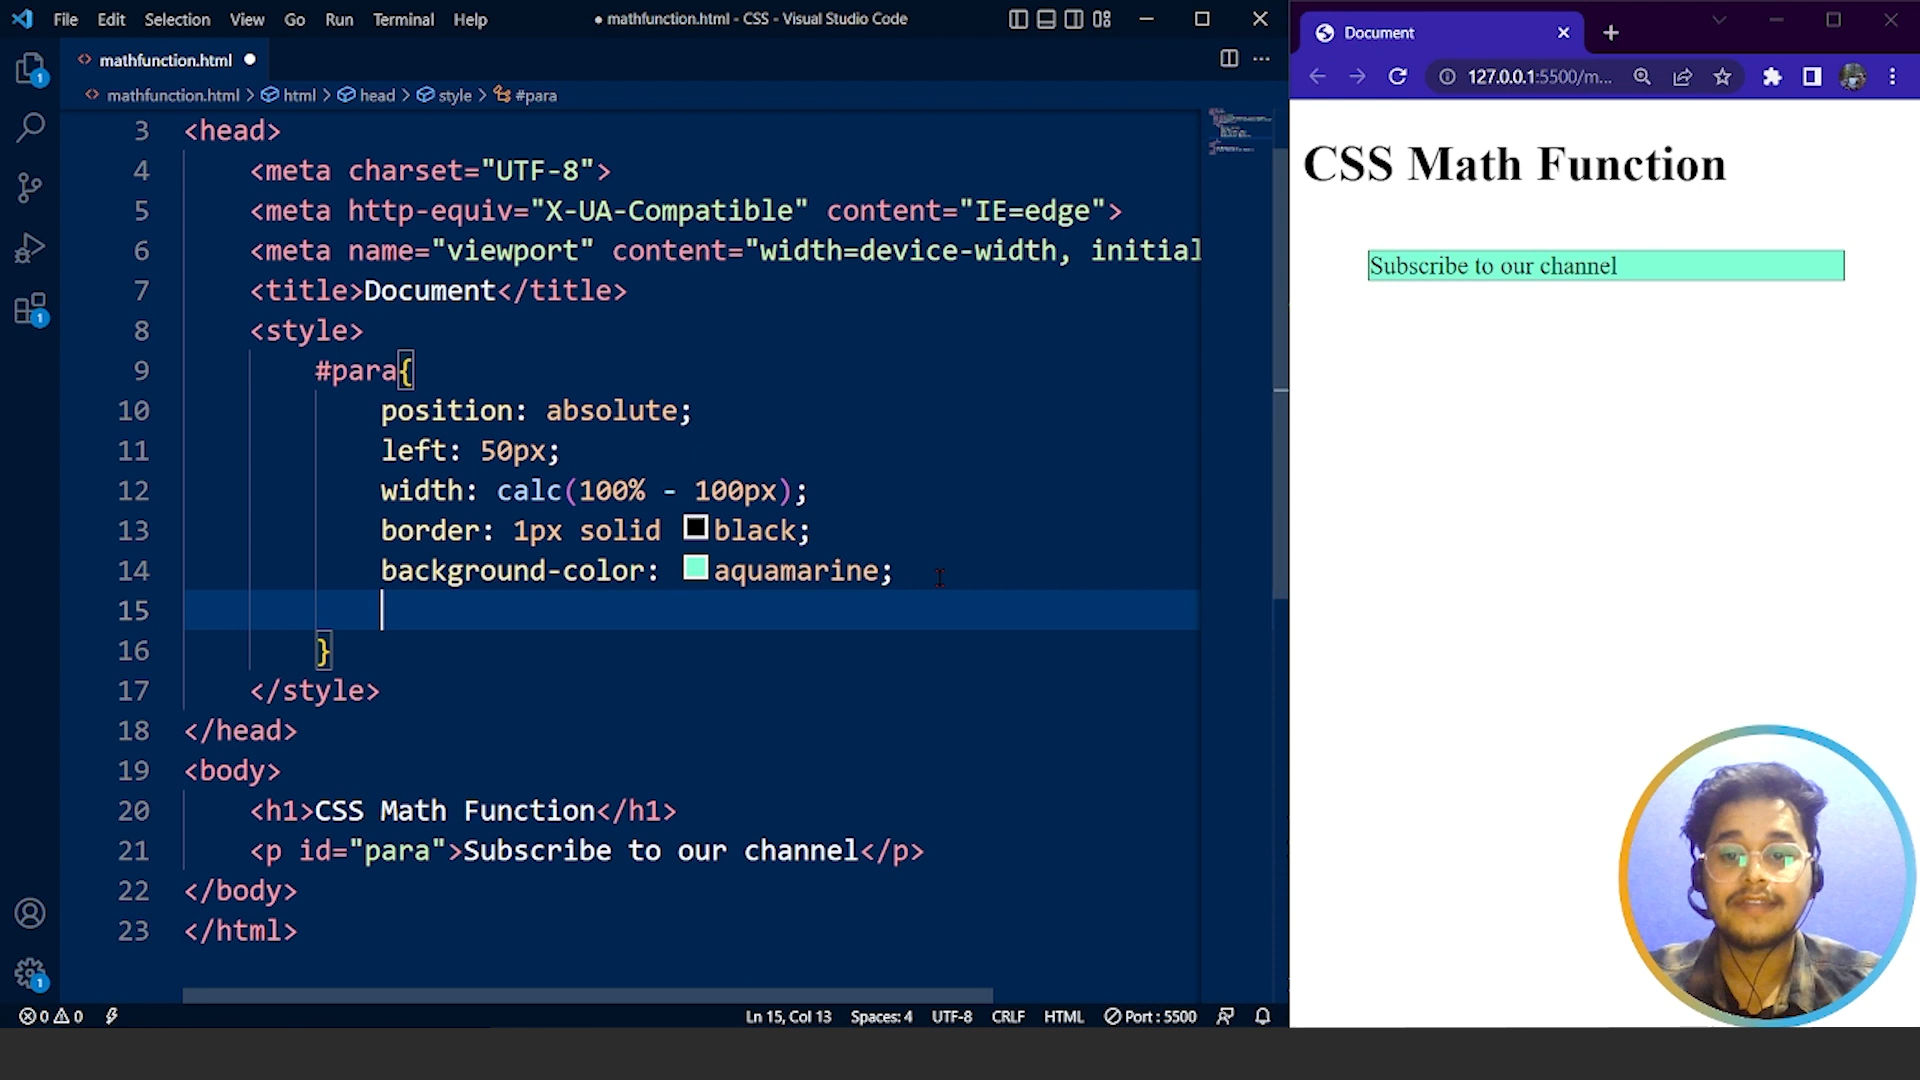 File Edit Selection View Go Run Terminal Help ● mathfunction.html - CSS - Visual Studio Code
<> mathfunction.html ●
<> mathfunction.html > html > head > style > #para
3 <head>
4 <meta charset="UTF-8">
5 <meta http-equiv="X-UA-Compatible" content="IE=edge">
6 <meta name="viewport" content="width=device-width, initial
7 <title>Document</title>
8 <style>
9 #para{
10 position: absolute;
11 left: 50px;
12 width: calc(100% - 100px);
13 border: 1px solid black;
14 background-color: aquamarine;
15
16 }
17 </style>
18 </head>
19 <body>
20 <h1>CSS Math Function</h1>
21 <p id="para">Subscribe to our channel</p>
22 </body>
23 </html>
1
1
1
0 0 Ln 15, Col 13 Spaces: 4 UTF-8 CRLF HTML Port : 5500
Document
127.0.0.1:5500/m...
CSS Math Function
Subscribe to our channel